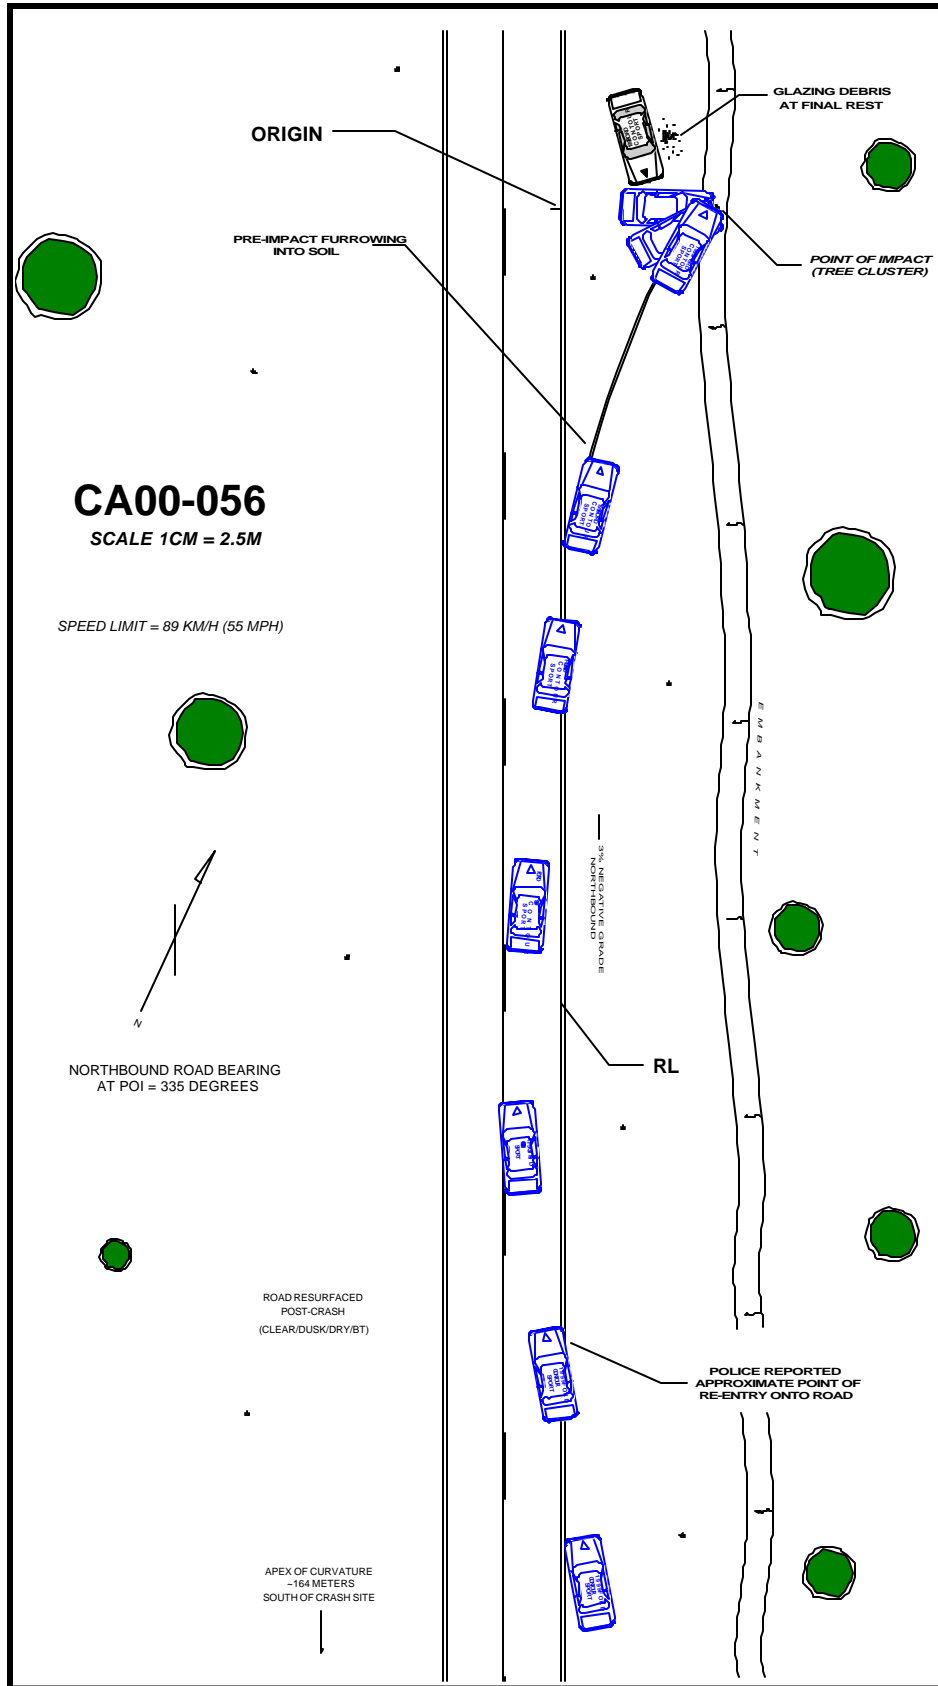 GLAZING DEBRIS
AT FINAL REST
ORIGIN
PRE-IMPACT FURROWING
INTO SOIL
POINT OF IMPACT
(TREE CLUSTER)
CA00-056
SCALE 1CM = 2.5M
SPEED LIMIT = 89 KM/H (55 MPH)
EMBANKMENT
3% NEGATIVE GRADE
NORTHBOUND
N
NORTHBOUND ROAD BEARING
AT POI = 335 DEGREES
RL
ROAD RESURFACED
POST-CRASH
(CLEAR/DUSK/DRY/BT)
POLICE REPORTED
APPROXIMATE POINT OF
RE-ENTRY ONTO ROAD
APEX OF CURVATURE
~164 METERS
SOUTH OF CRASH SITE